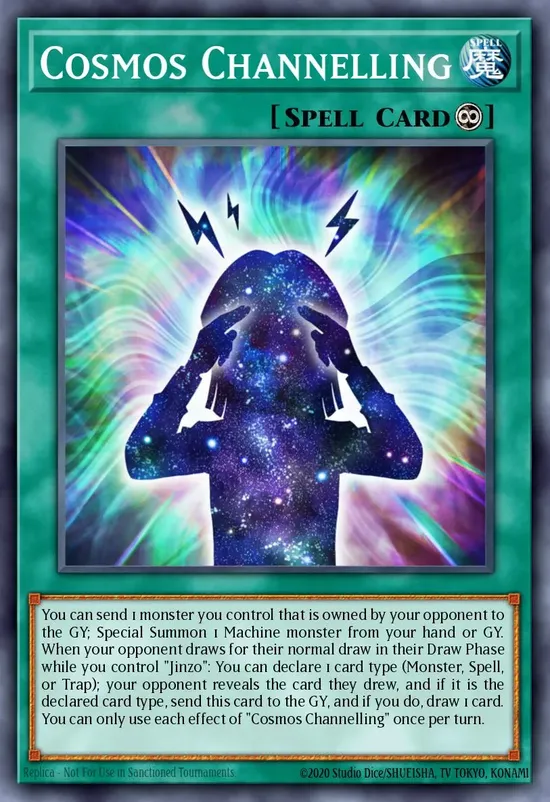 COSMOS CHANNELLING
SPELL
魔
[SPELL CARD]
You can send 1 monster you control that is owned by your opponent to
the GY; Special Summon 1 Machine monster from your hand or GY.
When your opponent draws for their normal draw in their Draw Phase
while you control "Jinzo": You can declare 1 card type (Monster, Spell,
or Trap); your opponent reveals the card they drew, and if it is the
declared card type, send this card to the GY, and if you do, draw 1 card.
You can only use each effect of "Cosmos Channelling" once per turn.
Replica - Not For Use in Sanctioned Tournaments.
©2020 Studio Dice/SHUEISHA, TV TOKYO, KONAMI